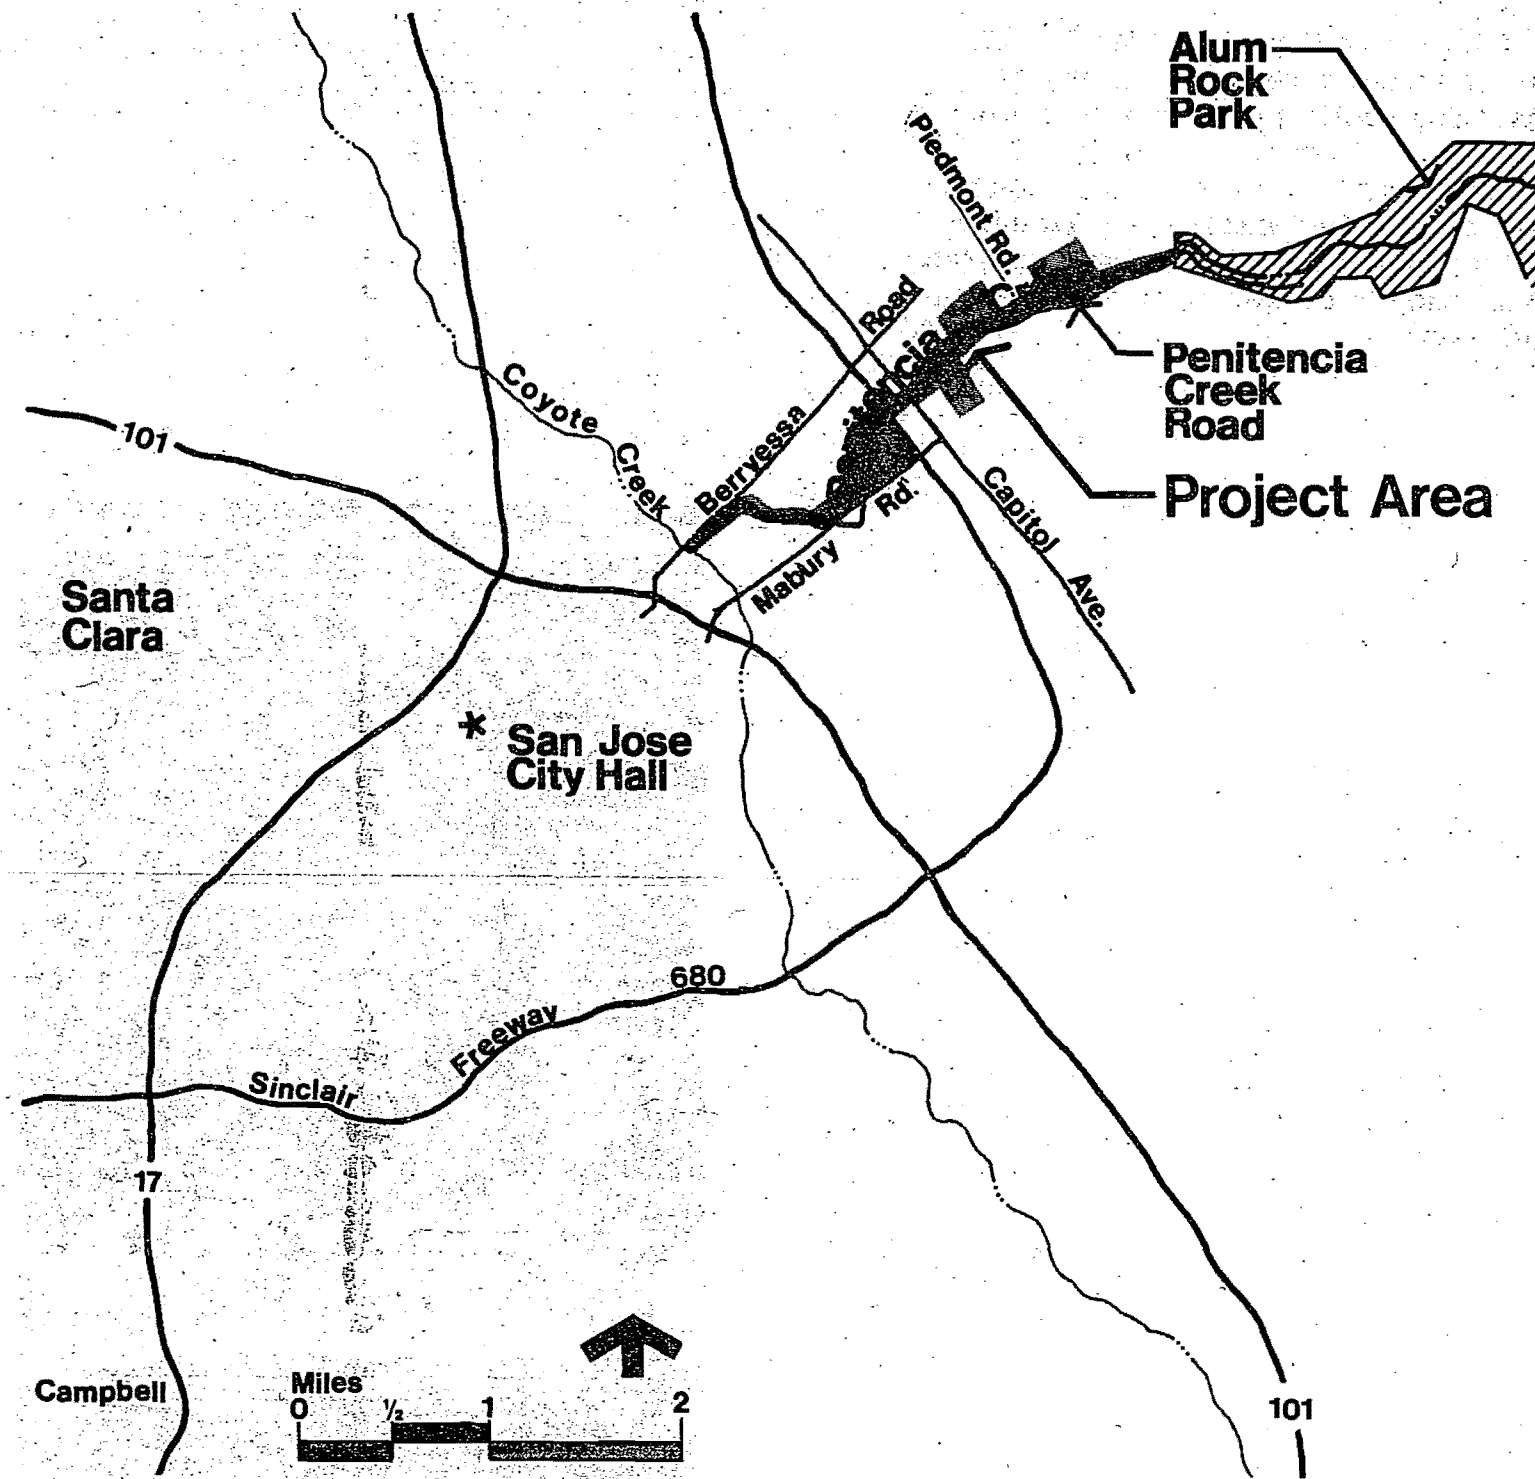 Alum
Rock
Park
Piedmont Rd.
Road
Berryessa
Coyote
Creek
101
Penitencia
Creek
Road
Project Area
Capitol
Ave.
Rd.
Mabury
Santa
Clara
* San Jose
City Hall
680
Freeway
Sinclair
17
Campbell
Miles
0 ½ 1 2
101